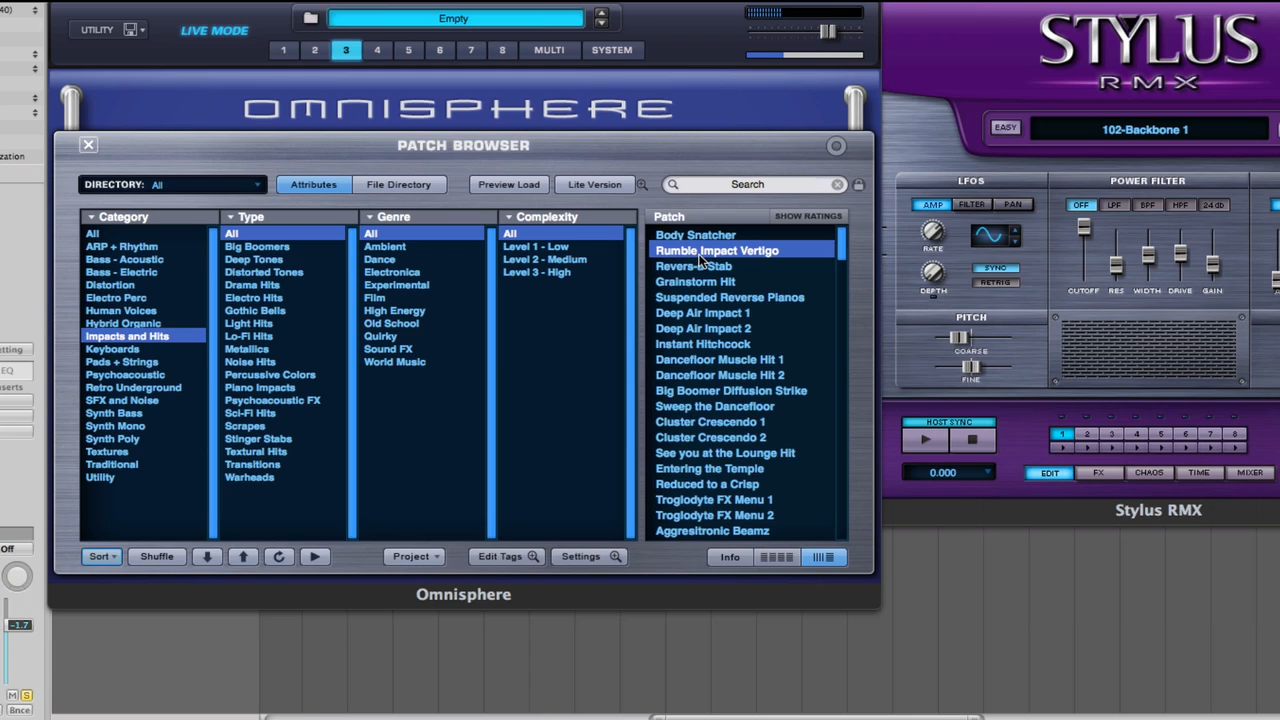 40)
UTILITY
LIVE MODE
Empty
1 2 3 4 5 6 7 8 MULTI SYSTEM
OMNISPHERE
PATCH BROWSER
DIRECTORY: All
Attributes
File Directory
Preview Load
Lite Version
Search
Category
All
ARP + Rhythm
Bass - Acoustic
Bass - Electric
Distortion
Electro Perc
Human Voices
Hybrid Organic
Impacts and Hits
Keyboards
Pads + Strings
Psychoacoustic
Retro Underground
SFX and Noise
Synth Bass
Synth Mono
Synth Poly
Textures
Traditional
Utility
Type
All
Big Boomers
Deep Tones
Distorted Tones
Drama Hits
Electro Hits
Gothic Bells
Light Hits
Lo-Fi Hits
Metallics
Noise Hits
Percussive Colors
Piano Impacts
Psychoacoustic FX
Sci-Fi Hits
Scrapes
Stinger Stabs
Textural Hits
Transitions
Warheads
Genre
All
Ambient
Dance
Electronica
Experimental
Film
High Energy
Old School
Quirky
Sound FX
World Music
Complexity
All
Level 1 - Low
Level 2 - Medium
Level 3 - High
Patch
SHOW RATINGS
Body Snatcher
Rumble Impact Vertigo
Reverse Stab
Grainstorm Hit
Suspended Reverse Pianos
Deep Air Impact 1
Deep Air Impact 2
Instant Hitchcock
Dancefloor Muscle Hit 1
Dancefloor Muscle Hit 2
Big Boomer Diffusion Strike
Sweep the Dancefloor
Cluster Crescendo 1
Cluster Crescendo 2
See you at the Lounge Hit
Entering the Temple
Reduced to a Crisp
Troglodyte FX Menu 1
Troglodyte FX Menu 2
Aggresitronic Beamz
Sort
Shuffle
Project
Edit Tags
Settings
Info
Omnisphere
STYLUS
RMX
EASY
102-Backbone 1
LFOS
AMP FILTER PAN
RATE
DEPTH
SYNC
RETRIG
PITCH
COARSE
FINE
POWER FILTER
OFF LPF BPF HPF 24 dB
CUTOFF RES WIDTH DRIVE GAIN
HOST SYNC
0.000
1 2 3 4 5 6 7 8
EDIT FX CHAOS TIME MIXER
Stylus RMX
ization
etting
EQ
serts
Off
-1.7
M S
Bnce